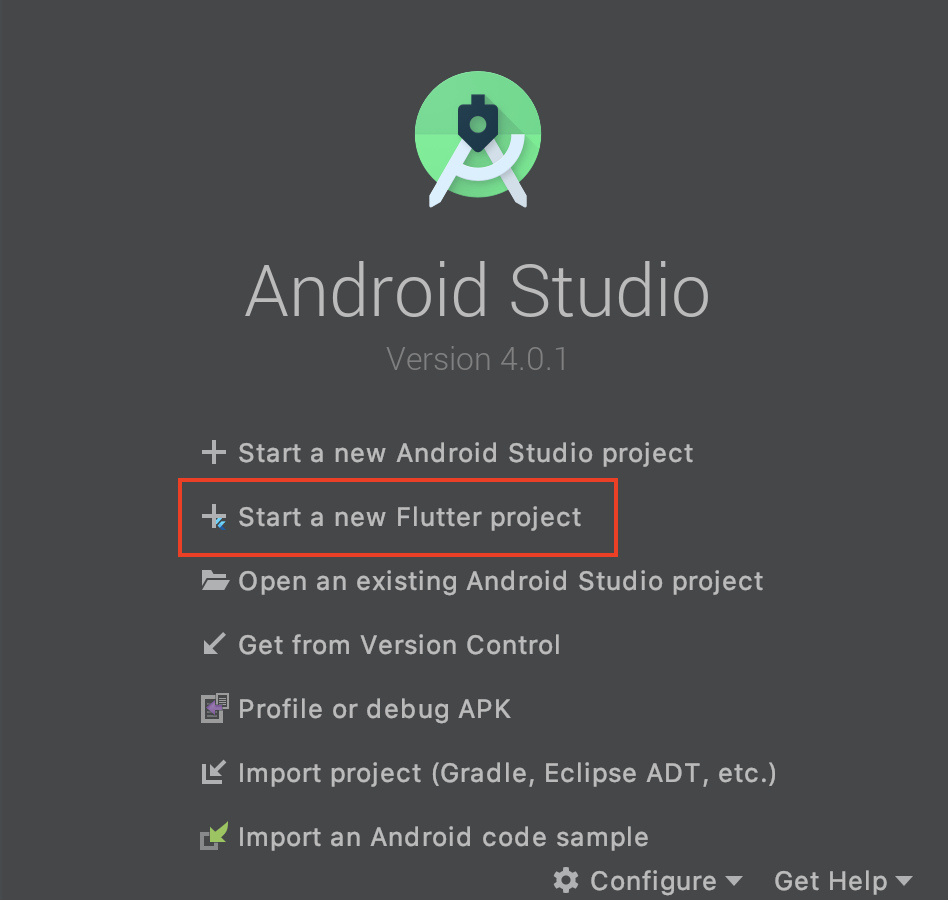 Android Studio
Version 4.0.1
Start a new Android Studio project
Start a new Flutter project
Open an existing Android Studio project
Get from Version Control
Profile or debug APK
Import project (Gradle, Eclipse ADT, etc.)
Import an Android code sample
Configure Get Help